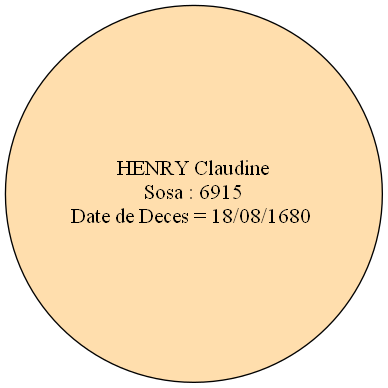 HENRY Claudine
Sosa : 6915
Date de Deces = 18/08/1680